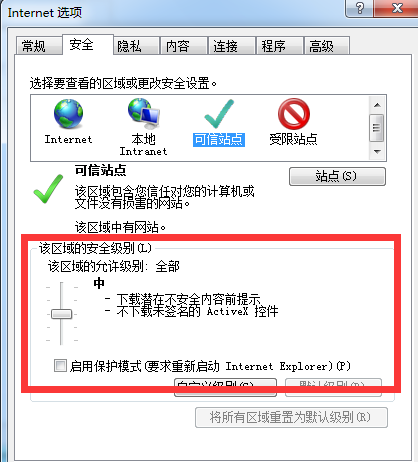 Internet 选项
?
常规 安全 隐私 内容 连接 程序 高级
选择要查看的区域或更改安全设置。
Internet 本地 Intranet 可信站点 受限站点
可信站点
站点(S)
该区域包含您信任对您的计算机或
文件没有损害的网站。
该区域中有网站。
该区域的安全级别(L)
该区域的允许级别: 全部
中
- 下载潜在不安全内容前提示
- 不下载未签名的 ActiveX 控件
启用保护模式(要求重新启动 Internet Explorer)(P)
自定义级别(C)... 默认级别(D)
将所有区域重置为默认级别(R)